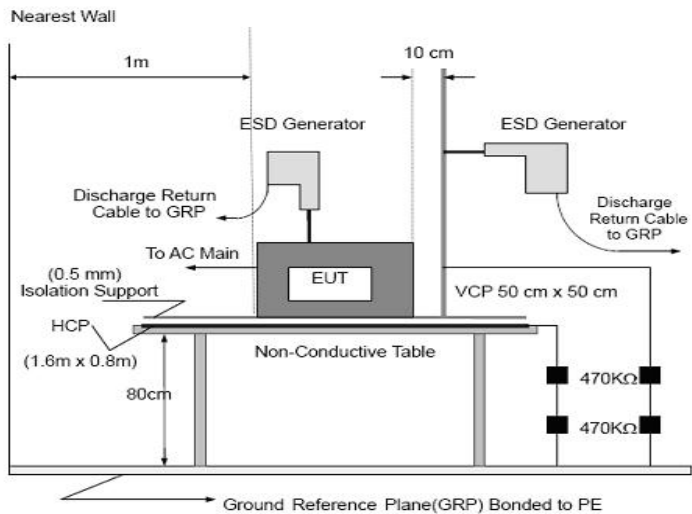 Nearest Wall
1m
10 cm
ESD Generator
ESD Generator
Discharge Return
Cable to GRP
Discharge
Return Cable
to GRP
To AC Main
EUT
(0.5 mm)
Isolation Support
VCP 50 cm x 50 cm
HCP
(1.6m x 0.8m)
Non-Conductive Table
80cm
470KΩ
470KΩ
Ground Reference Plane(GRP) Bonded to PE